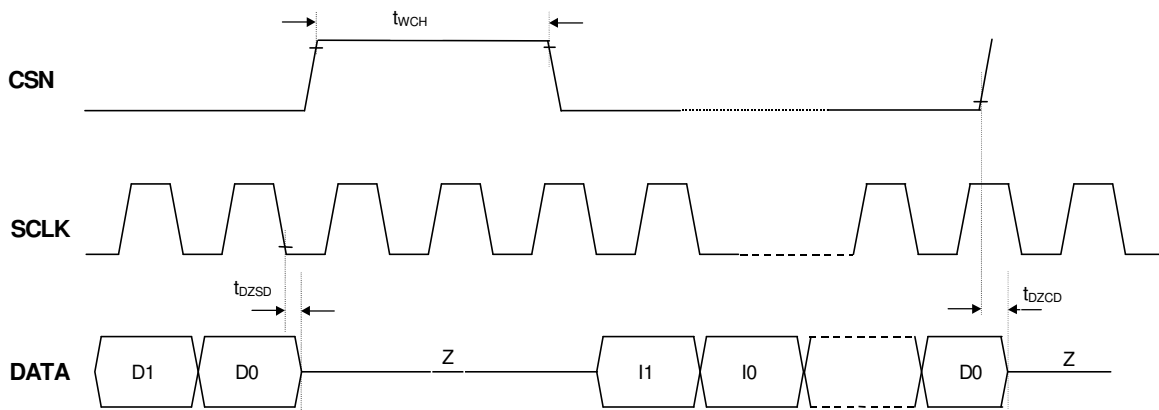 tWCH
CSN
SCLK
tDZSD
tDZCD
DATA
D1
D0
Z
I1
I0
D0
Z